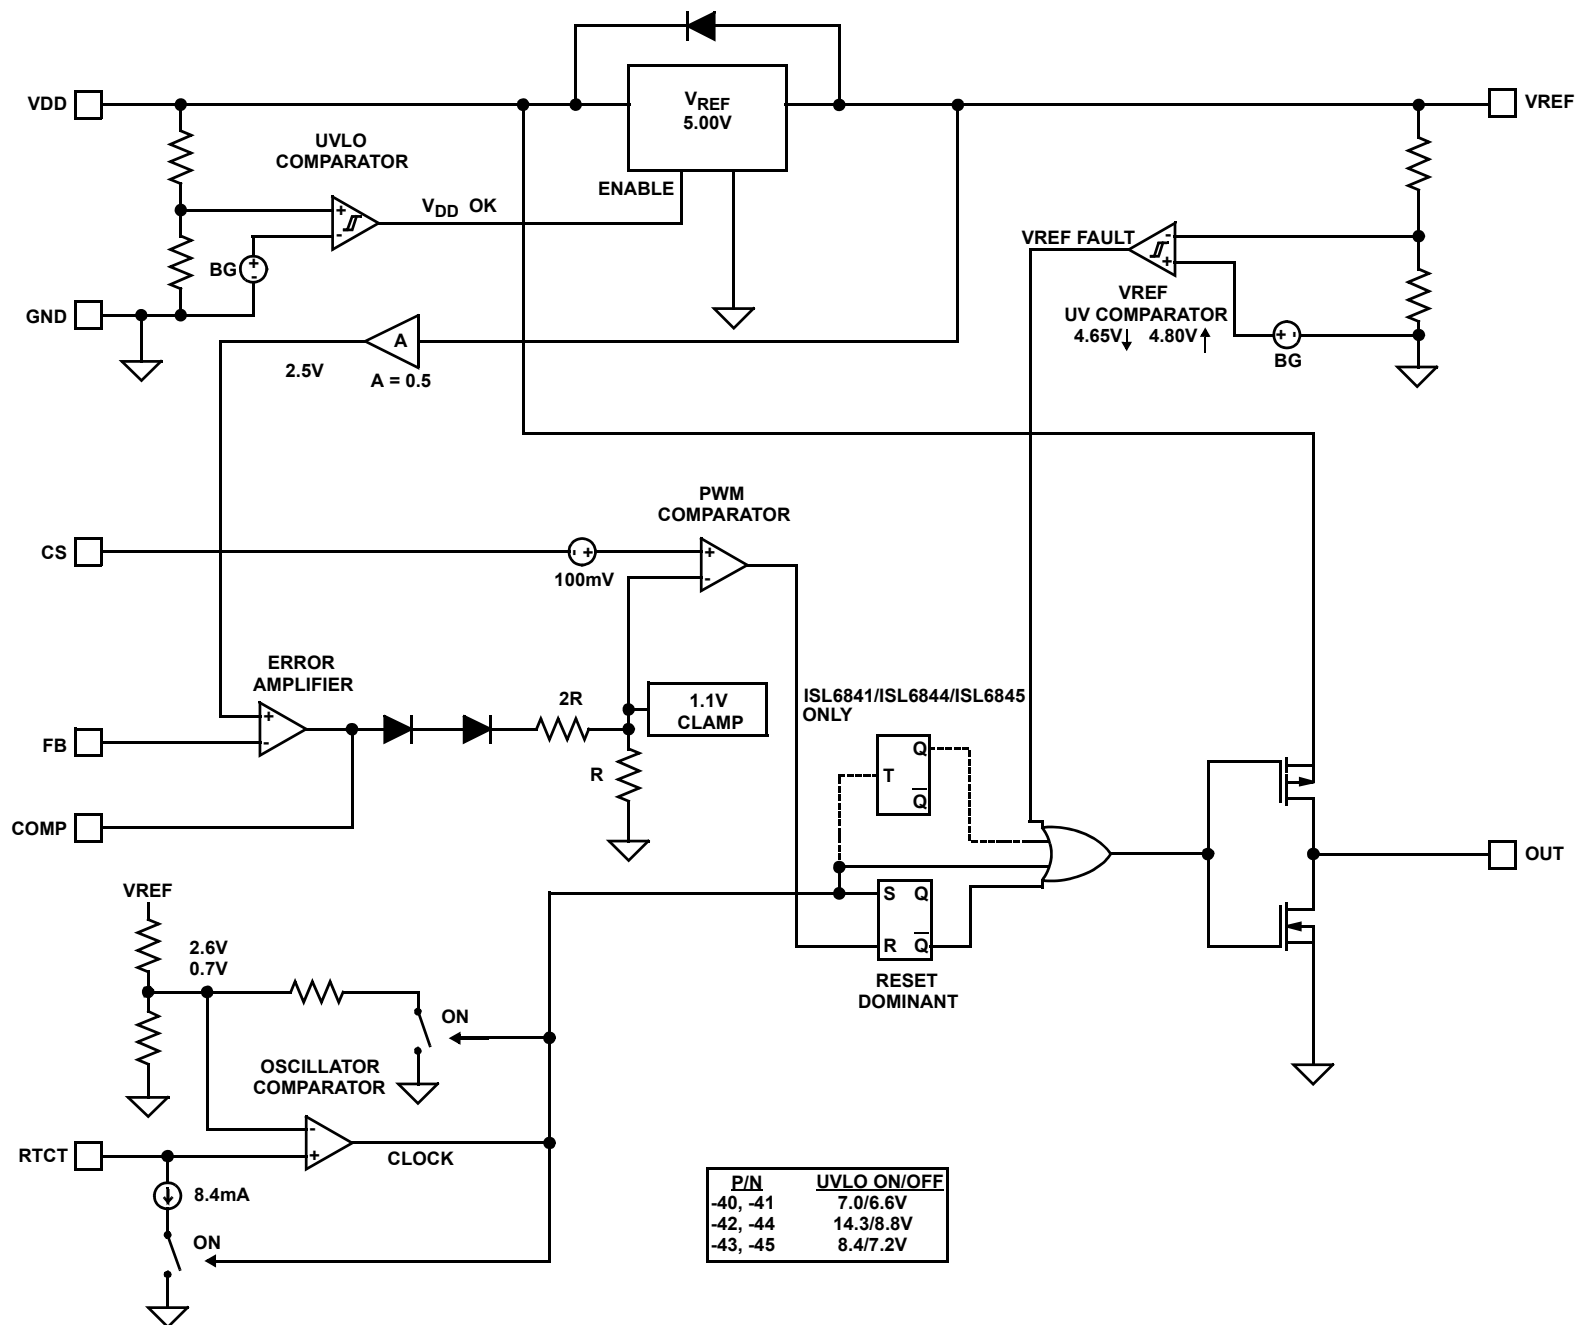 VDD
V_REF
5.00V
VREF
UVLO
COMPARATOR
ENABLE
V_DD OK
+
-
BG
+
-
GND
VREF FAULT
-
+
VREF
UV COMPARATOR
4.65V↓ 4.80V↑
+ -
BG
A
2.5V
A = 0.5
PWM
COMPARATOR
CS
- +
100mV
+
-
ERROR
AMPLIFIER
+
-
FB
2R
R
1.1V
CLAMP
COMP
ISL6841/ISL6844/ISL6845
ONLY
Q
T
Q̅
S Q
R Q̅
RESET
DOMINANT
OUT
VREF
2.6V
0.7V
ON
OSCILLATOR
COMPARATOR
-
+
RTCT
CLOCK
8.4mA
ON
P/N UVLO ON/OFF
-40, -41 7.0/6.6V
-42, -44 14.3/8.8V
-43, -45 8.4/7.2V